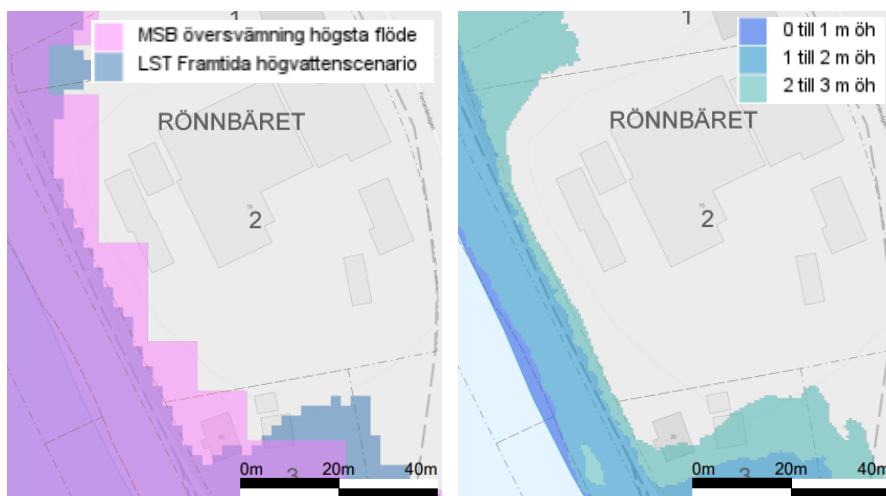 1
MSB översvämning högsta flöde
LST Framtida högvattenscenario
RÖNNBÄRET
2
3
0m 20m 40m
1
0 till 1 m öh
1 till 2 m öh
2 till 3 m öh
RÖNNBÄRET
2
3
0m 20m 40m